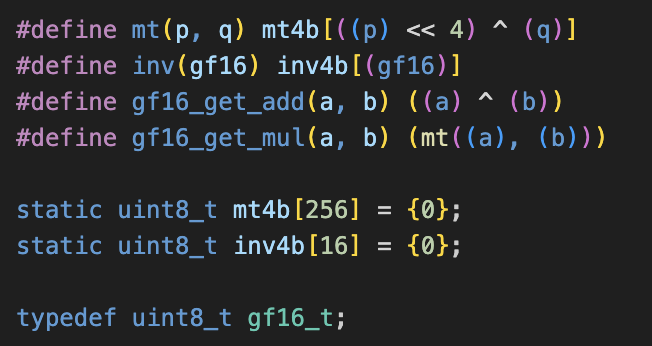 #define mt(p, q) mt4b[((p) << 4) ^ (q)]
#define inv(gf16) inv4b[(gf16)]
#define gf16_get_add(a, b) ((a) ^ (b))
#define gf16_get_mul(a, b) (mt((a), (b)))
static uint8_t mt4b[256] = {0};
static uint8_t inv4b[16] = {0};
typedef uint8_t gf16_t;